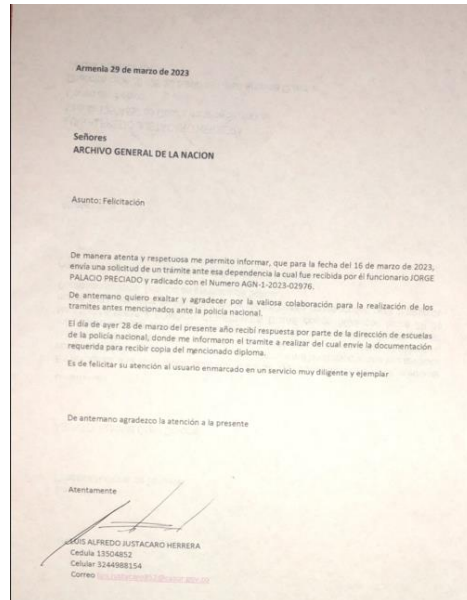 Armenia 29 de marzo de 2023
Señores
ARCHIVO GENERAL DE LA NACION
Asunto: Felicitación
De manera atenta y respetuosa me permito informar, que para la fecha del 16 de marzo de 2023,
envía una solicitud de un trámite ante esa dependencia la cual fue recibida por él funcionario JORGE
PALACIO PRECIADO y radicado con el Numero AGN-1-2023-02976.
De antemano quiero exaltar y agradecer por la valiosa colaboración para la realización de los
tramites antes mencionados ante la policía nacional.
El día de ayer 28 de marzo del presente año recibí respuesta por parte de la dirección de escuelas
de la policía nacional, donde me informaron el tramite a realizar del cual envie la documentación
requerida para recibir copia del mencionado diploma.
Es de felicitar su atención al usuario enmarcado en un servicio muy diligente y ejemplar
De antemano agradezco la atención a la presente
Atentamente
LUIS ALFREDO JUSTACARO HERRERA
Cedula 13504852
Celular 3244988154
Correo